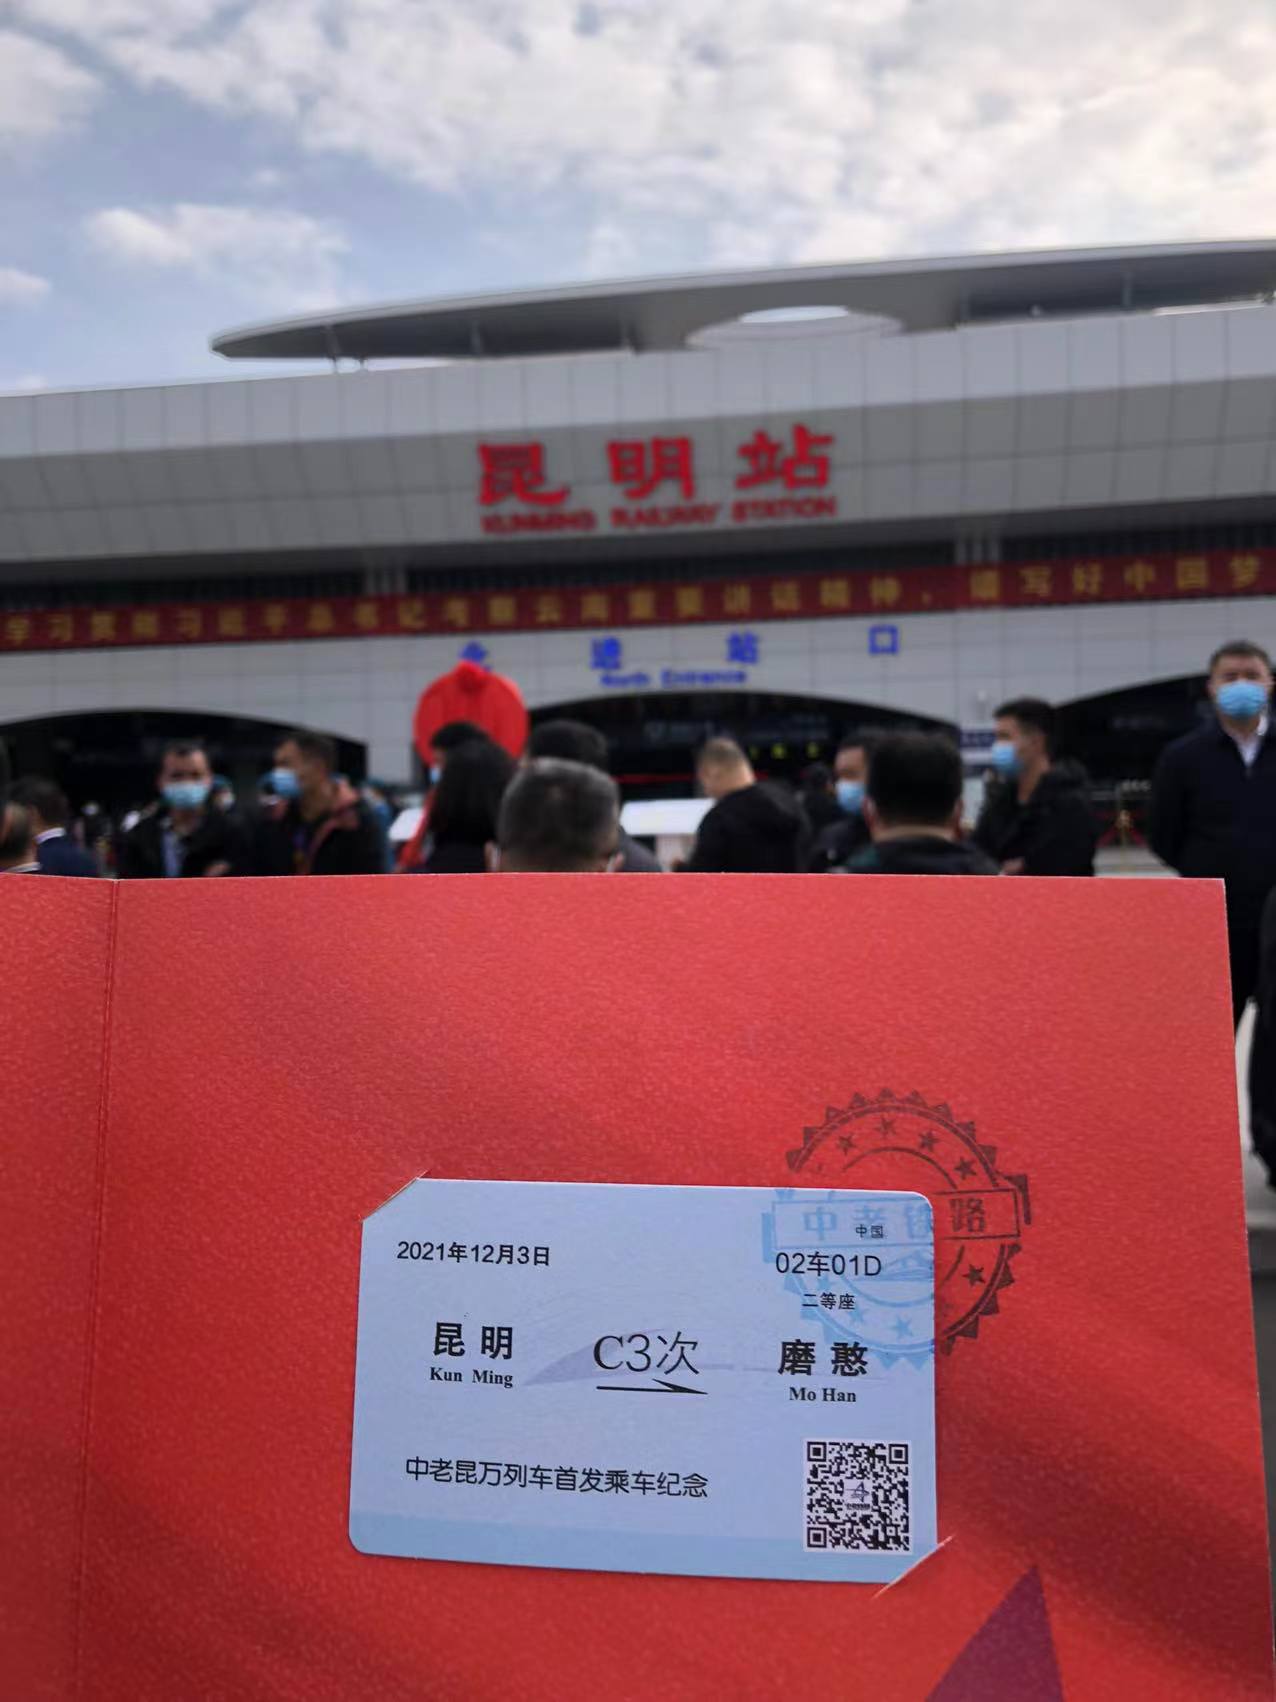 昆明站
KUNMING RAILWAY STATION
学习贯彻习近平总书记考察云南重要讲话精神,谱写好中国梦
北进站口
North Entrance
中老铁路
中国
2021年12月3日
02车01D
二等座
昆明 C3次 磨憨
Kun Ming Mo Han
中老昆万列车首发乘车纪念